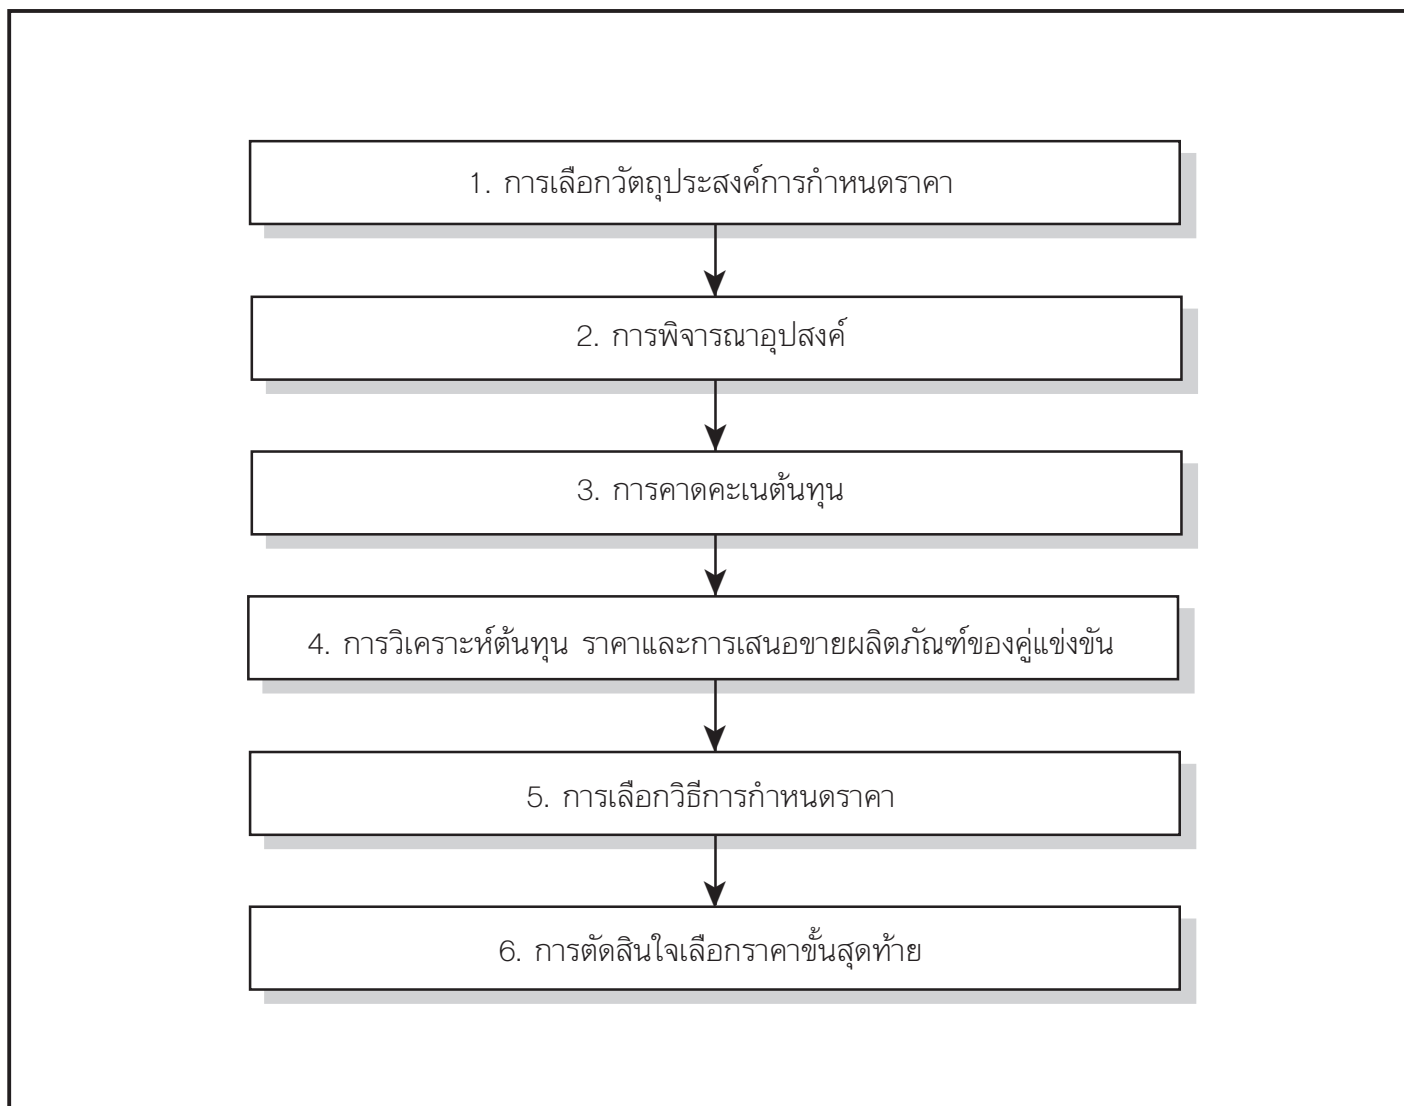 1. การเลือกวัตถุประสงค์การกำหนดราคา
2. การพิจารณาอุปสงค์
3. การคาดคะเนต้นทุน
4. การวิเคราะห์ต้นทุน ราคาและการเสนอขายผลิตภัณฑ์ของคู่แข่งขัน
5. การเลือกวิธีการกำหนดราคา
6. การตัดสินใจเลือกราคาขั้นสุดท้าย